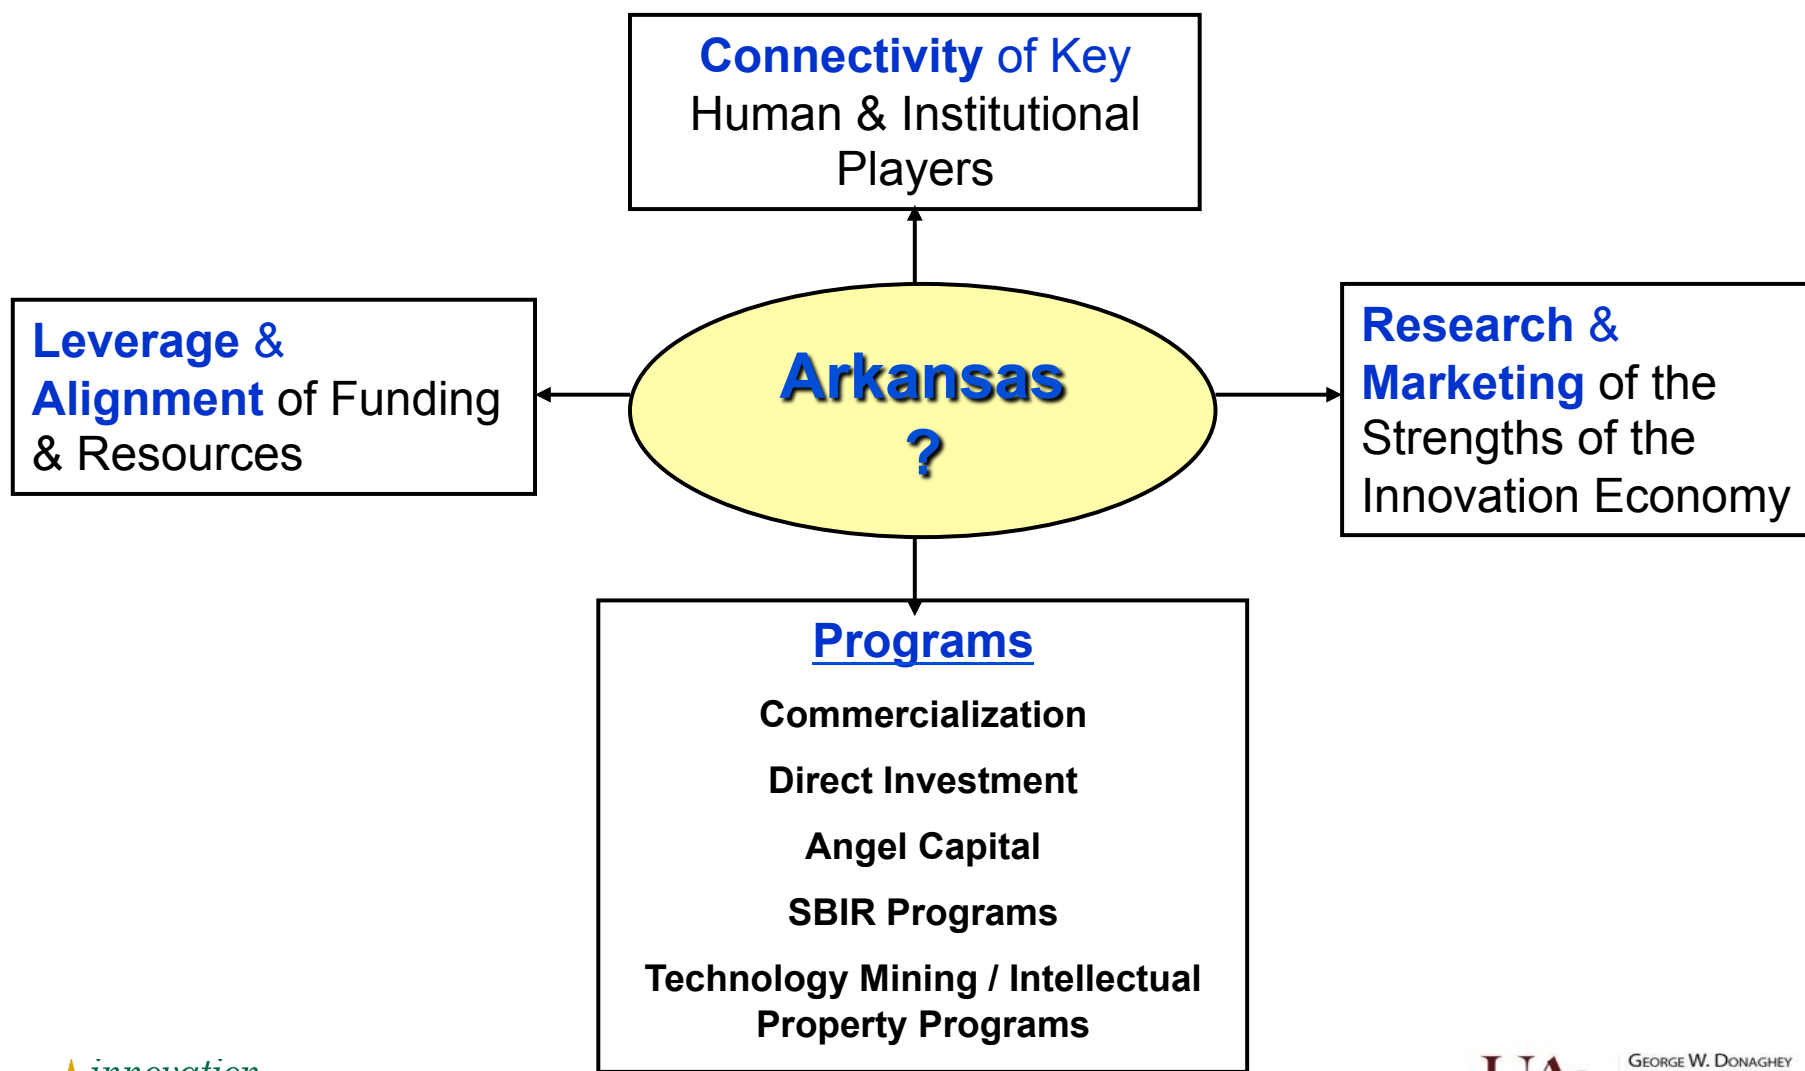 Connectivity of Key
Human & Institutional
Players
Leverage &
Alignment of Funding
& Resources
Arkansas
?
Research &
Marketing of the
Strengths of the
Innovation Economy
Programs
Commercialization
Direct Investment
Angel Capital
SBIR Programs
Technology Mining / Intellectual
Property Programs
innovation
GEORGE W. DONAGHEY